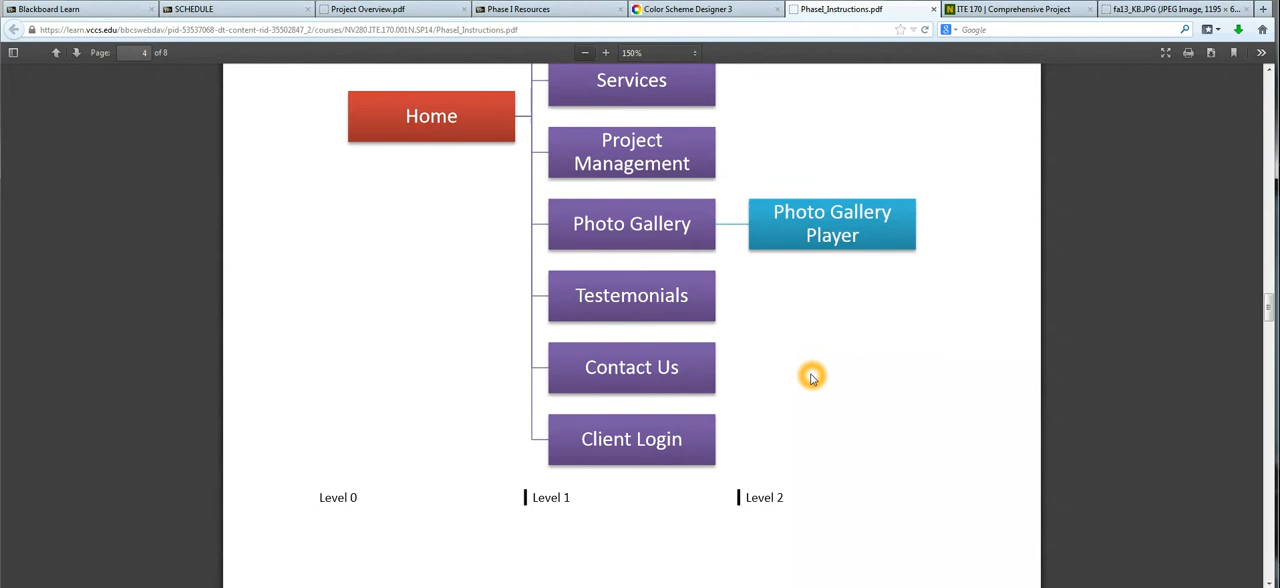 Blackboard Learn
SCHEDULE
Project Overview.pdf
Phase I Resources
Color Scheme Designer 3
PhaseI_Instructions.pdf
ITE 170 | Comprehensive Project
fa13_KB.JPG (JPEG Image, 1195 × 6...
https://learn.vccs.edu/bbcswebdav/pid-53537068-dt-content-rid-35502847_2/courses/NV280.ITE.170.001N.SP14/PhaseI_Instructions.pdf
Google
Page: 4 of 8
150%
Services
Home
Project
Management
Photo Gallery
Photo Gallery
Player
Testemonials
Contact Us
Client Login
Level 0
Level 1
Level 2